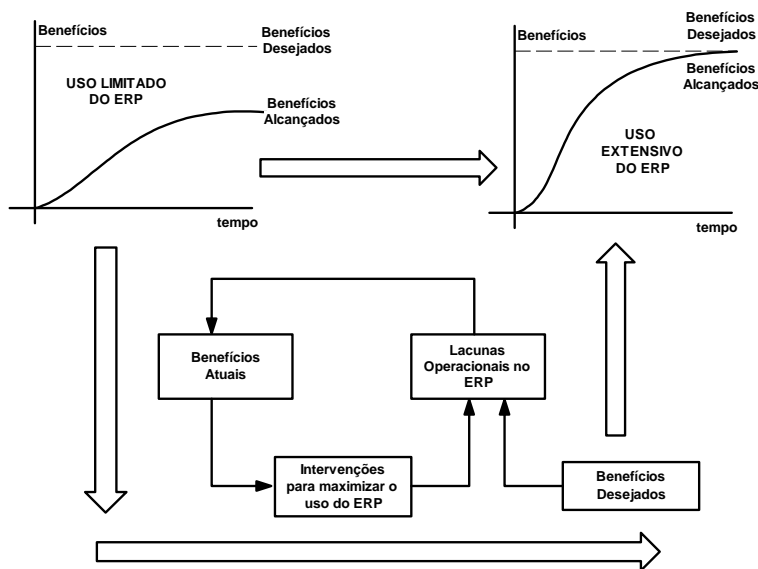 Benefícios
Benefícios
Desejados
USO LIMITADO
DO ERP
Benefícios
Alcançados
tempo
Benefícios
Benefícios
Desejados
Benefícios
Alcançados
USO
EXTENSIVO
DO ERP
tempo
Benefícios
Atuais
Lacunas
Operacionais no
ERP
Intervenções
para maximizar o
uso do ERP
Benefícios
Desejados